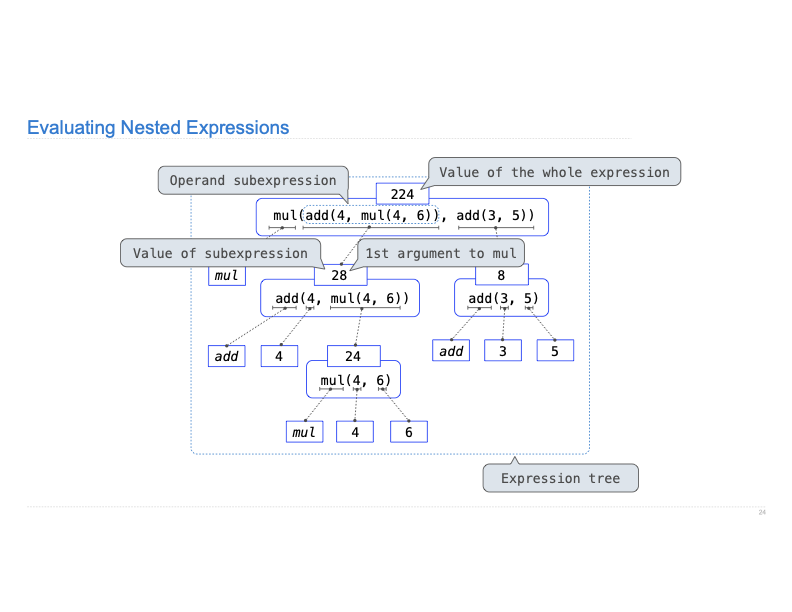 Evaluating Nested Expressions
Operand subexpression
Value of the whole expression
224
mul(add(4, mul(4, 6)), add(3, 5))
Value of subexpression
1st argument to mul
mul
28
8
add(4, mul(4, 6))
add(3, 5)
add
4
24
add
3
5
mul(4, 6)
mul
4
6
Expression tree
24